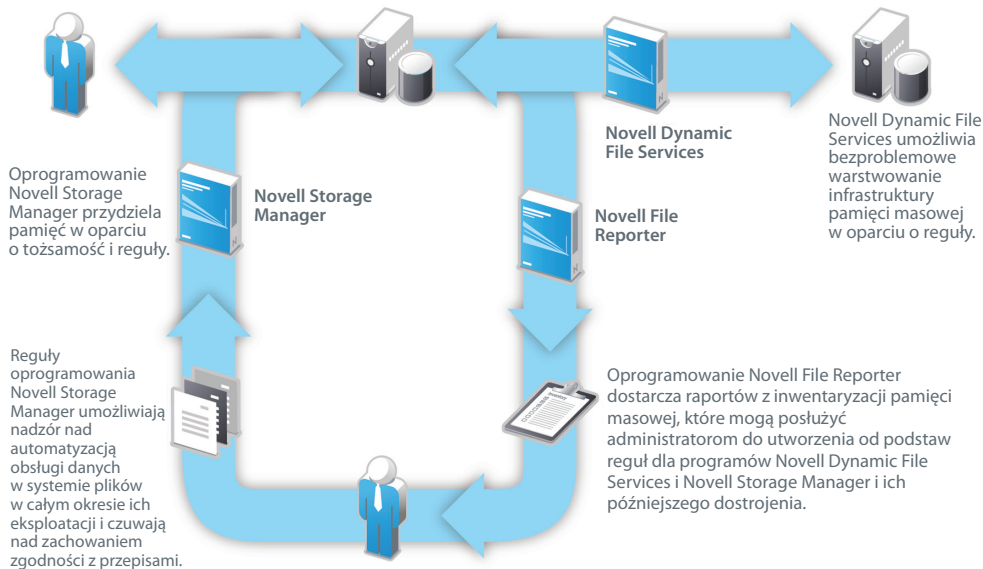 Oprogramowanie
Novell Storage
Manager przydziela
pamięć w oparciu
o tożsamość i reguły.
Novell Storage
Manager
Novell Dynamic
File Services
Novell File
Reporter
Novell Dynamic File
Services umożliwia
bezproblemowe
warstwowanie
infrastruktury
pamięci masowej
w oparciu o reguły.
Reguły
oprogramowania
Novell Storage
Manager umożliwiają
nadzór nad
automatyzacją
obsługi danych
w systemie plików
w całym okresie ich
eksploatacji i czuwają
nad zachowaniem
zgodności z przepisami.
Oprogramowanie Novell File Reporter
dostarcza raportów z inwentaryzacji pamięci
masowej, które mogą posłużyć
administratorom do utworzenia od podstaw
reguł dla programów Novell Dynamic File
Services i Novell Storage Manager i ich
późniejszego dostrojenia.